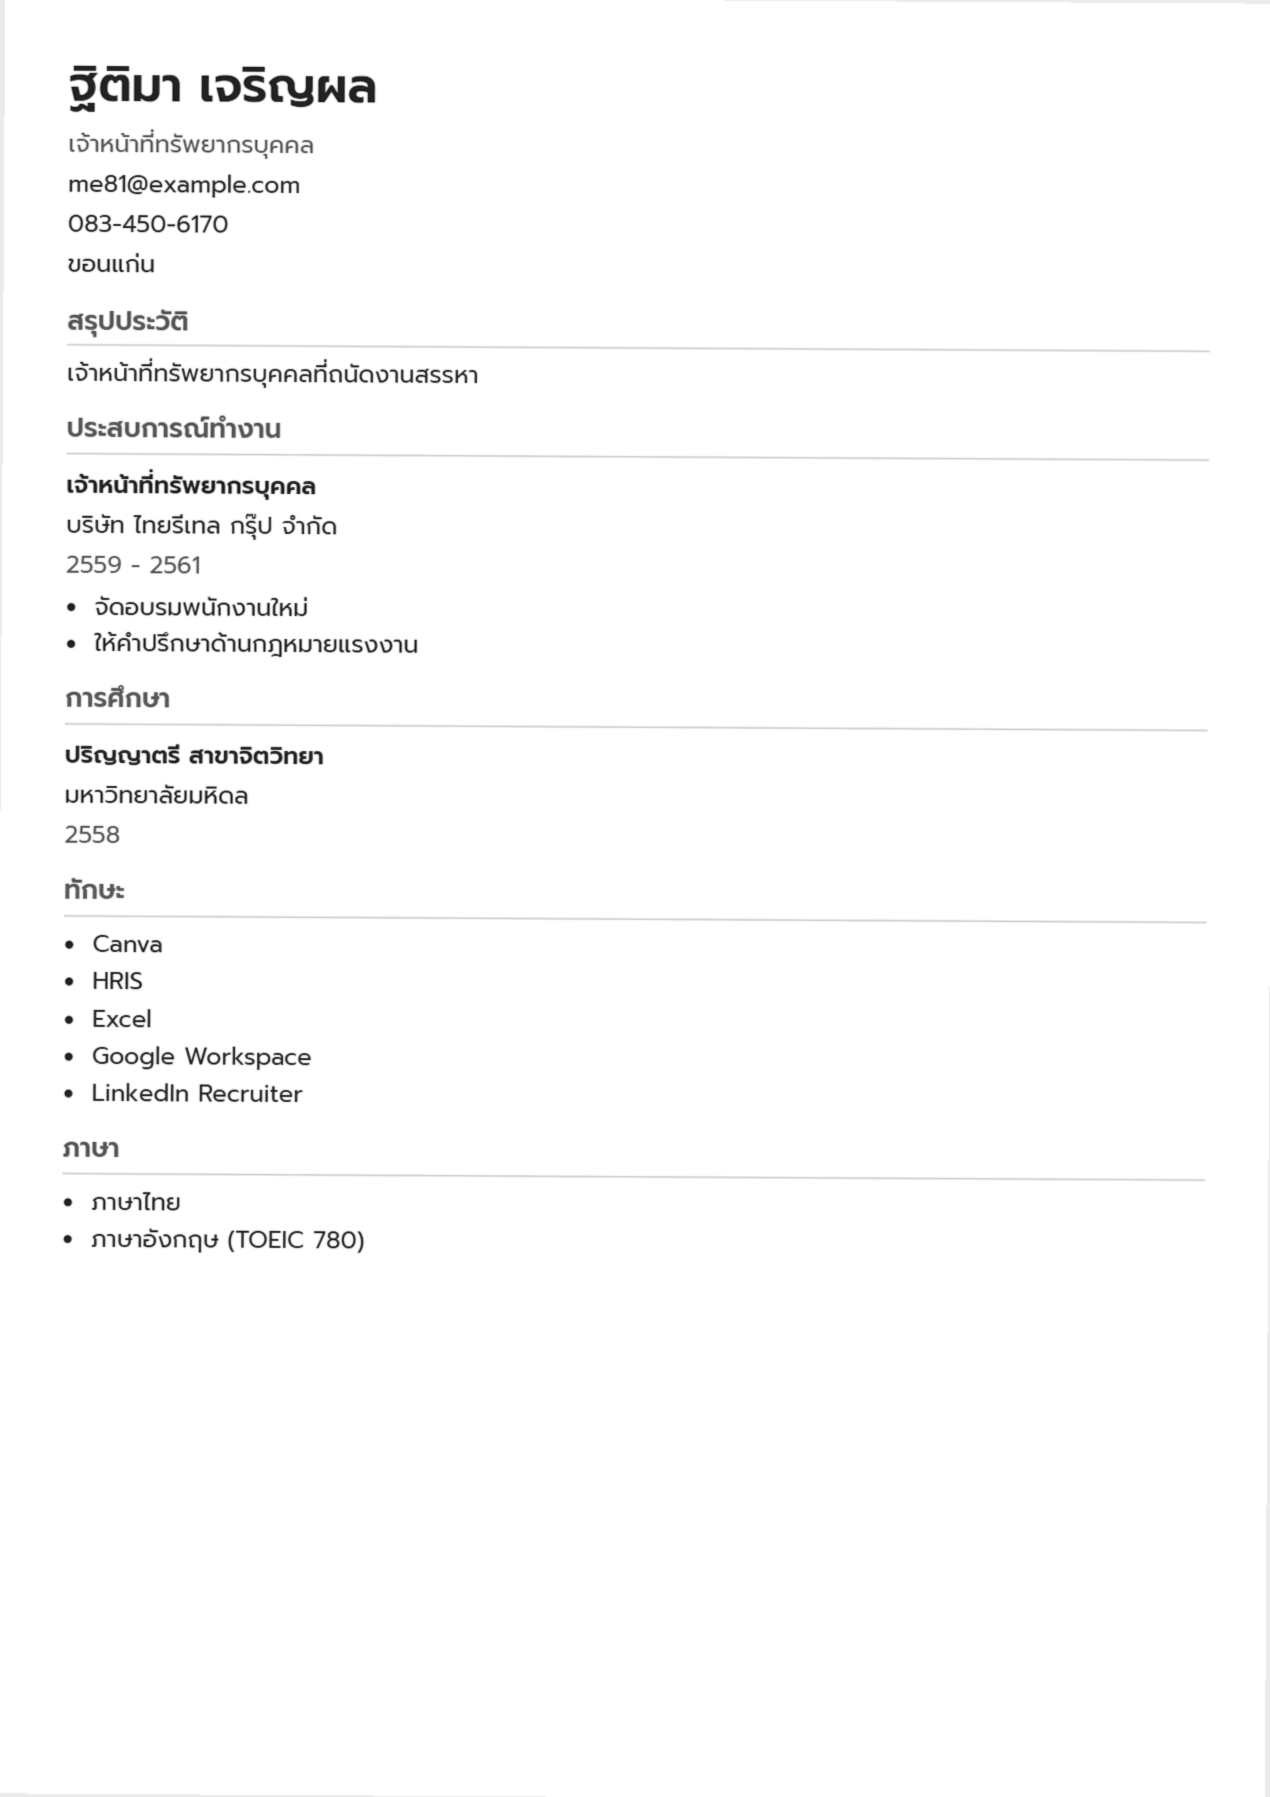 ฐิติมา เจริญผล
เจ้าหน้าที่ทรัพยากรบุคคล
me81@example.com
083-450-6170
ขอนแก่น
สรุปประวัติ
เจ้าหน้าที่ทรัพยากรบุคคลที่ถนัดงานสรรหา
ประสบการณ์ทำงาน
เจ้าหน้าที่ทรัพยากรบุคคล
บริษัท ไทยรีเทล กรุ๊ป จำกัด
2559 - 2561
• จัดอบรมพนักงานใหม่
• ให้คำปรึกษาด้านกฎหมายแรงงาน
การศึกษา
ปริญญาตรี สาขาจิตวิทยา
มหาวิทยาลัยมหิดล
2558
ทักษะ
• Canva
• HRIS
• Excel
• Google Workspace
• LinkedIn Recruiter
ภาษา
• ภาษาไทย
• ภาษาอังกฤษ (TOEIC 780)